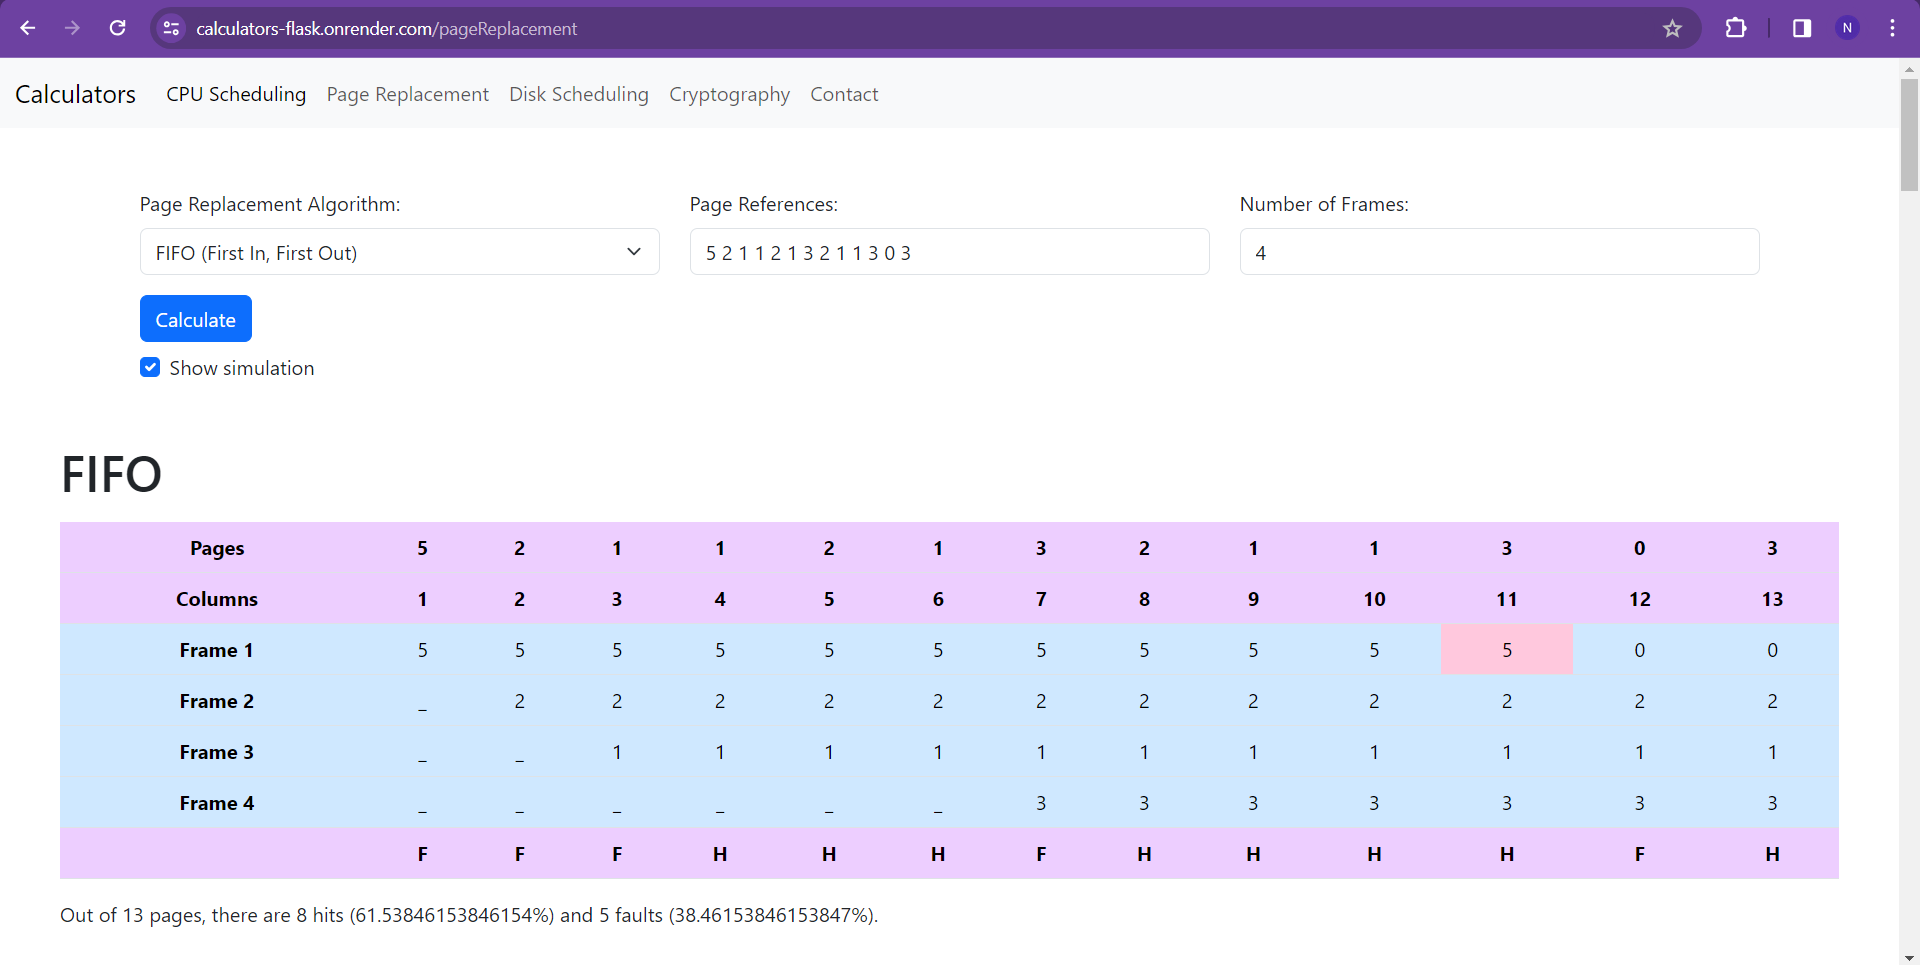 calculators-flask.onrender.com/pageReplacement
N
Calculators CPU Scheduling Page Replacement Disk Scheduling Cryptography Contact
Page Replacement Algorithm: Page References: Number of Frames:
FIFO (First In, First Out) 5 2 1 1 2 1 3 2 1 1 3 0 3 4
Calculate
Show simulation
FIFO
Pages 5 2 1 1 2 1 3 2 1 1 3 0 3
Columns 1 2 3 4 5 6 7 8 9 10 11 12 13
Frame 1 5 5 5 5 5 5 5 5 5 5 5 0 0
Frame 2 _ 2 2 2 2 2 2 2 2 2 2 2 2
Frame 3 _ _ 1 1 1 1 1 1 1 1 1 1 1
Frame 4 _ _ _ _ _ _ 3 3 3 3 3 3 3
F F F H H H F H H H H F H
Out of 13 pages, there are 8 hits (61.53846153846154%) and 5 faults (38.46153846153847%).